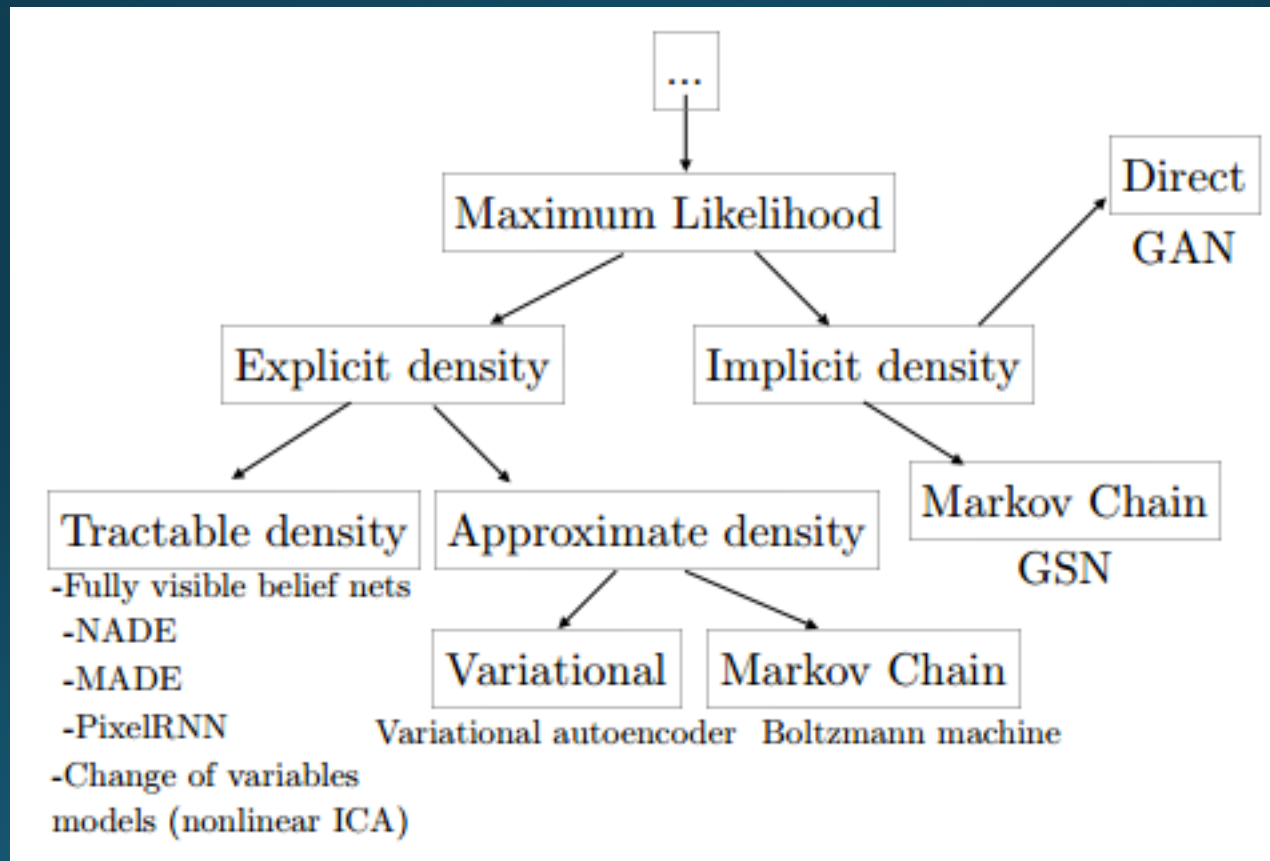 ...
Maximum Likelihood
Direct
GAN
Explicit density
Implicit density
Tractable density
-Fully visible belief nets
-NADE
-MADE
-PixelRNN
-Change of variables
models (nonlinear ICA)
Approximate density
Variational
Variational autoencoder
Markov Chain
Boltzmann machine
Markov Chain
GSN